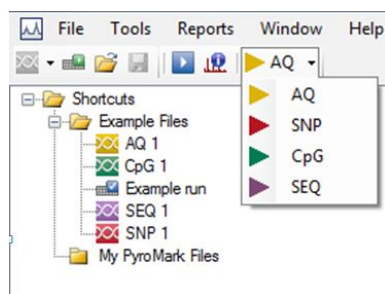 File Tools Reports Window Help
AQ
Shortcuts
Example Files
AQ 1
CpG 1
Example run
SEQ 1
SNP 1
My PyroMark Files
AQ
SNP
CpG
SEQ